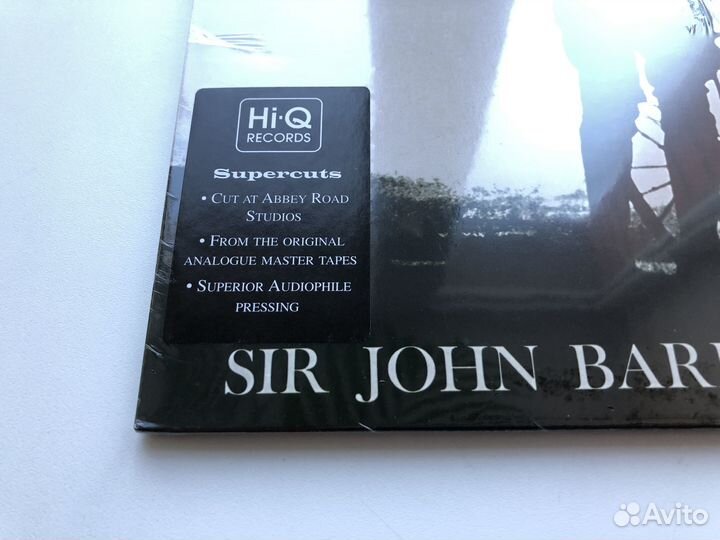 Hi-Q
RECORDS
Supercuts
• CUT AT ABBEY ROAD
STUDIOS
• FROM THE ORIGINAL
ANALOGUE MASTER TAPES
• SUPERIOR AUDIOPHILE
PRESSING
SIR JOHN BAR
Avito